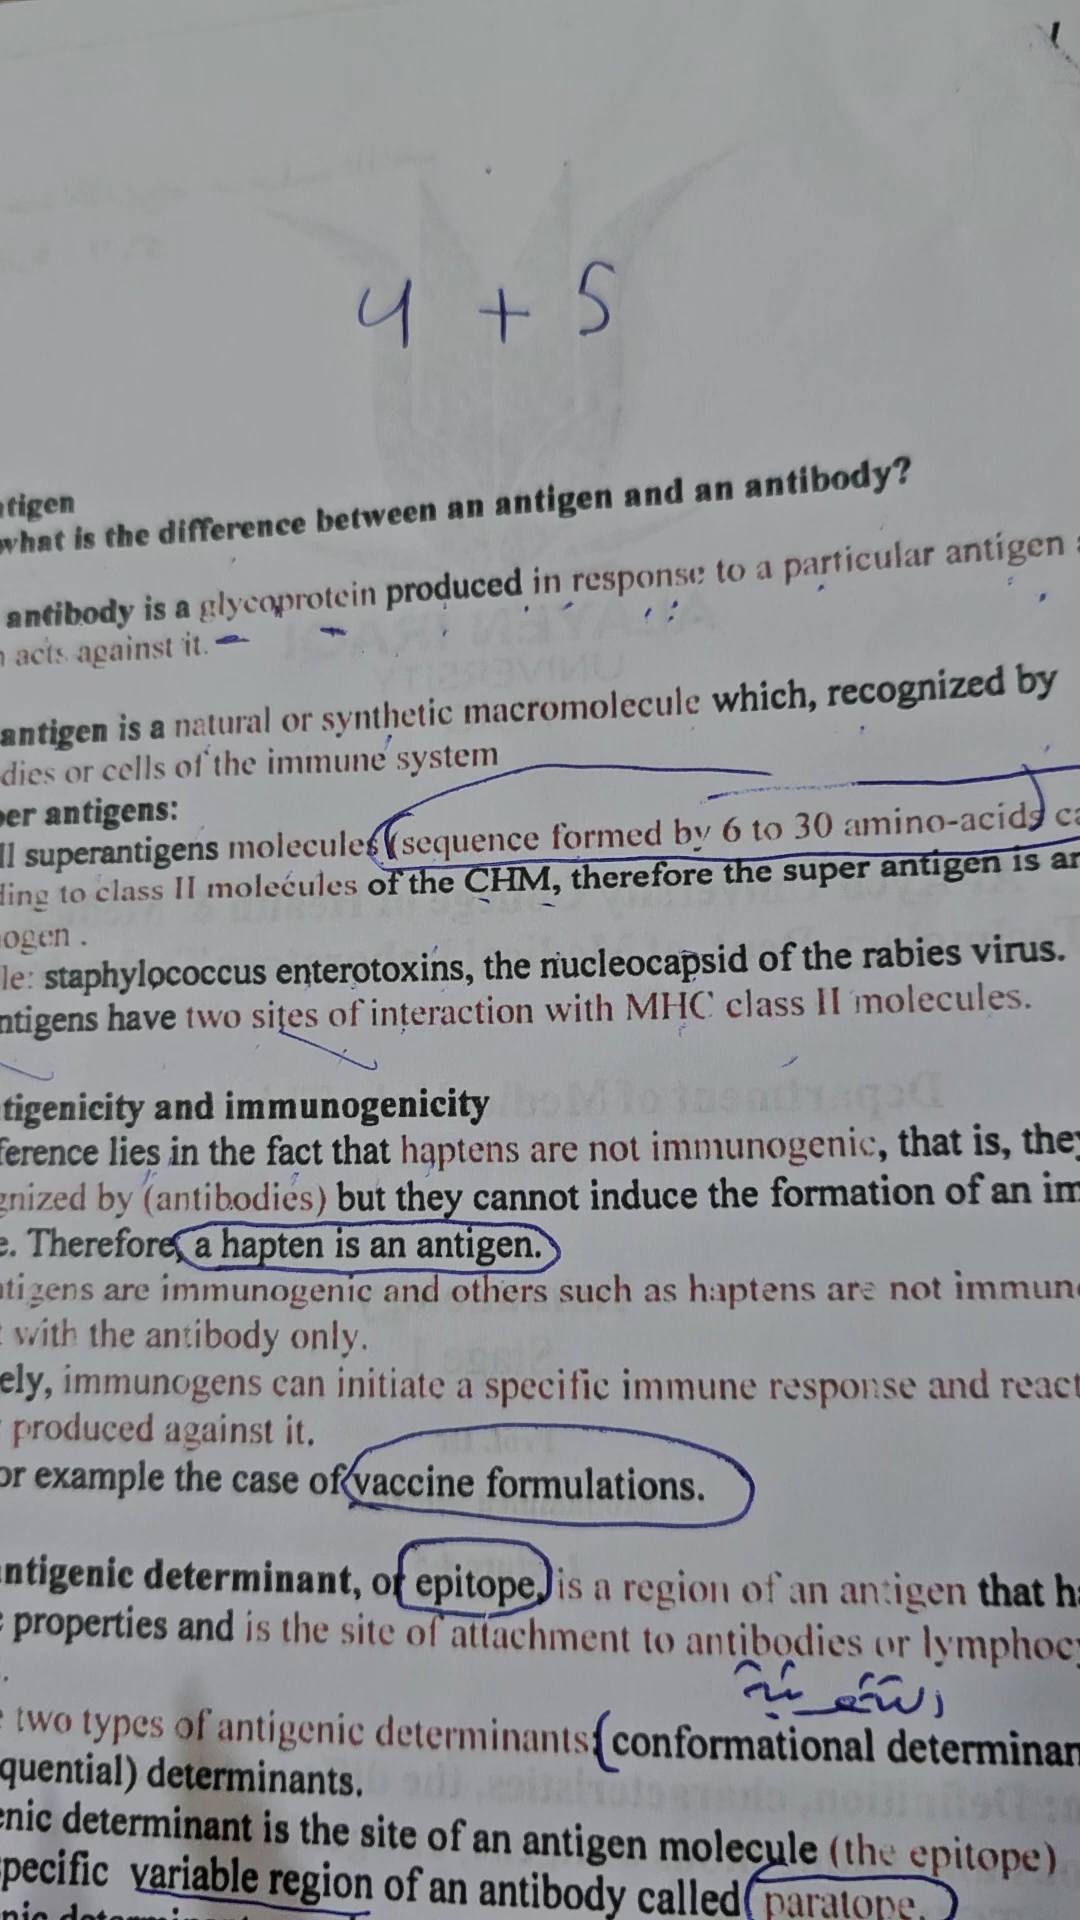 4 + 5
tigen
what is the difference between an antigen and an antibody?
antibody is a glycoprotein produced in response to a particular antigen
acts against it.
antigen is a natural or synthetic macromolecule which, recognized by
dies or cells of the immune system
er antigens:
ll superantigens molecules (sequence formed by 6 to 30 amino-acids) ca
ding to class II molecules of the CHM, therefore the super antigen is an
ogen .
le: staphylococcus enterotoxins, the nucleocapsid of the rabies virus.
ntigens have two sites of interaction with MHC class II molecules.
tigenicity and immunogenicity
ference lies in the fact that haptens are not immunogenic, that is, they
gnized by (antibodies) but they cannot induce the formation of an im
e. Therefore, a hapten is an antigen.
tigens are immunogenic and others such as haptens are not immuno
with the antibody only.
ely, immunogens can initiate a specific immune response and react
produced against it.
or example the case of vaccine formulations.
ntigenic determinant, or epitope, is a region of an antigen that ha
properties and is the site of attachment to antibodies or lymphocy
two types of antigenic determinants (conformational determinan
quential) determinants.
enic determinant is the site of an antigen molecule (the epitope)
pecific variable region of an antibody called paratope.